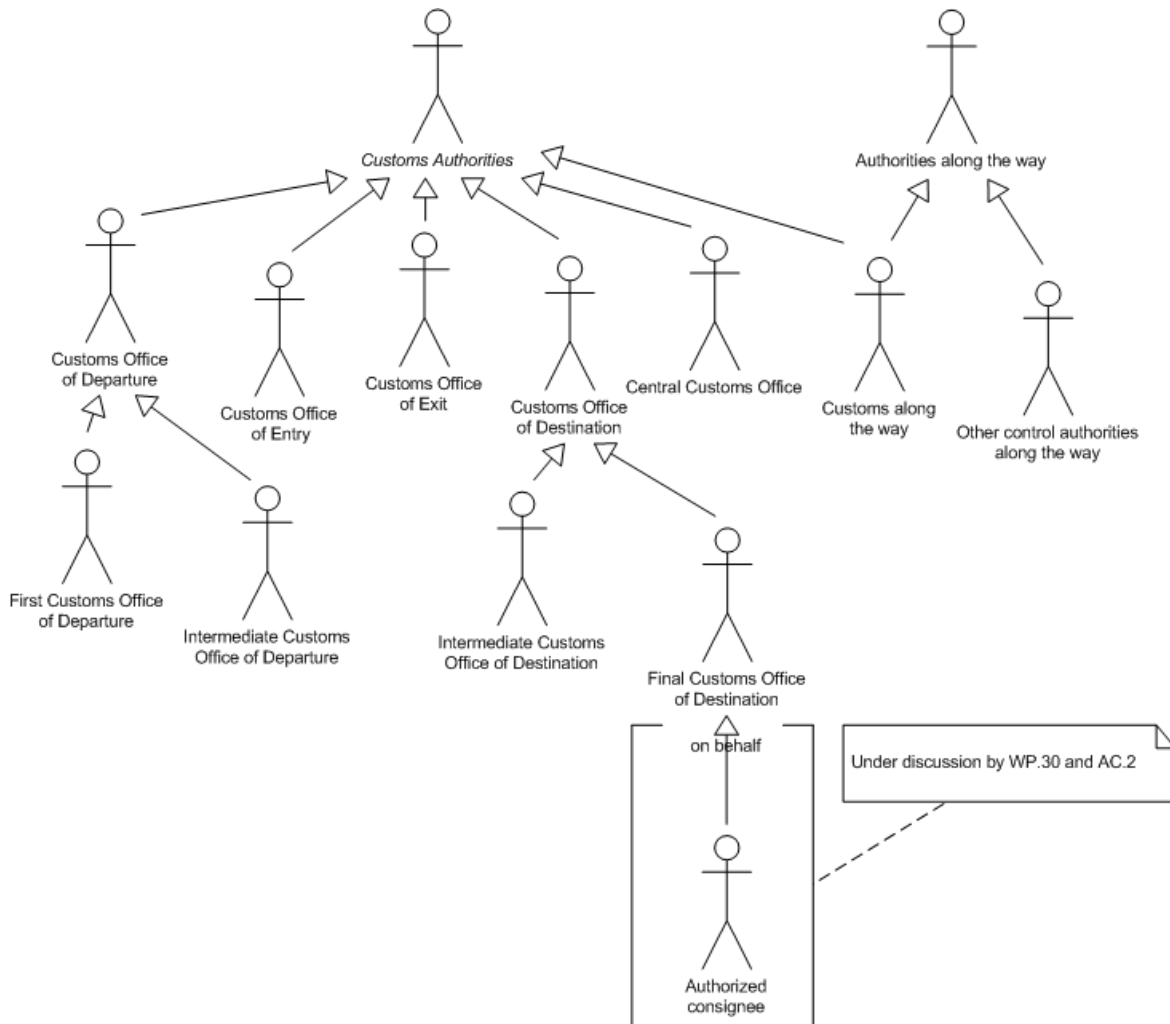 Customs Authorities
Authorities along the way
Customs Office
of Departure
Customs Office
of Entry
Customs Office
of Exit
Customs Office
of Destination
Central Customs Office
Customs along
the way
Other control authorities
along the way
First Customs Office
of Departure
Intermediate Customs
Office of Departure
Intermediate Customs
Office of Destination
Final Customs Office
of Destination
on behalf
Under discussion by WP.30 and AC.2
Authorized
consignee